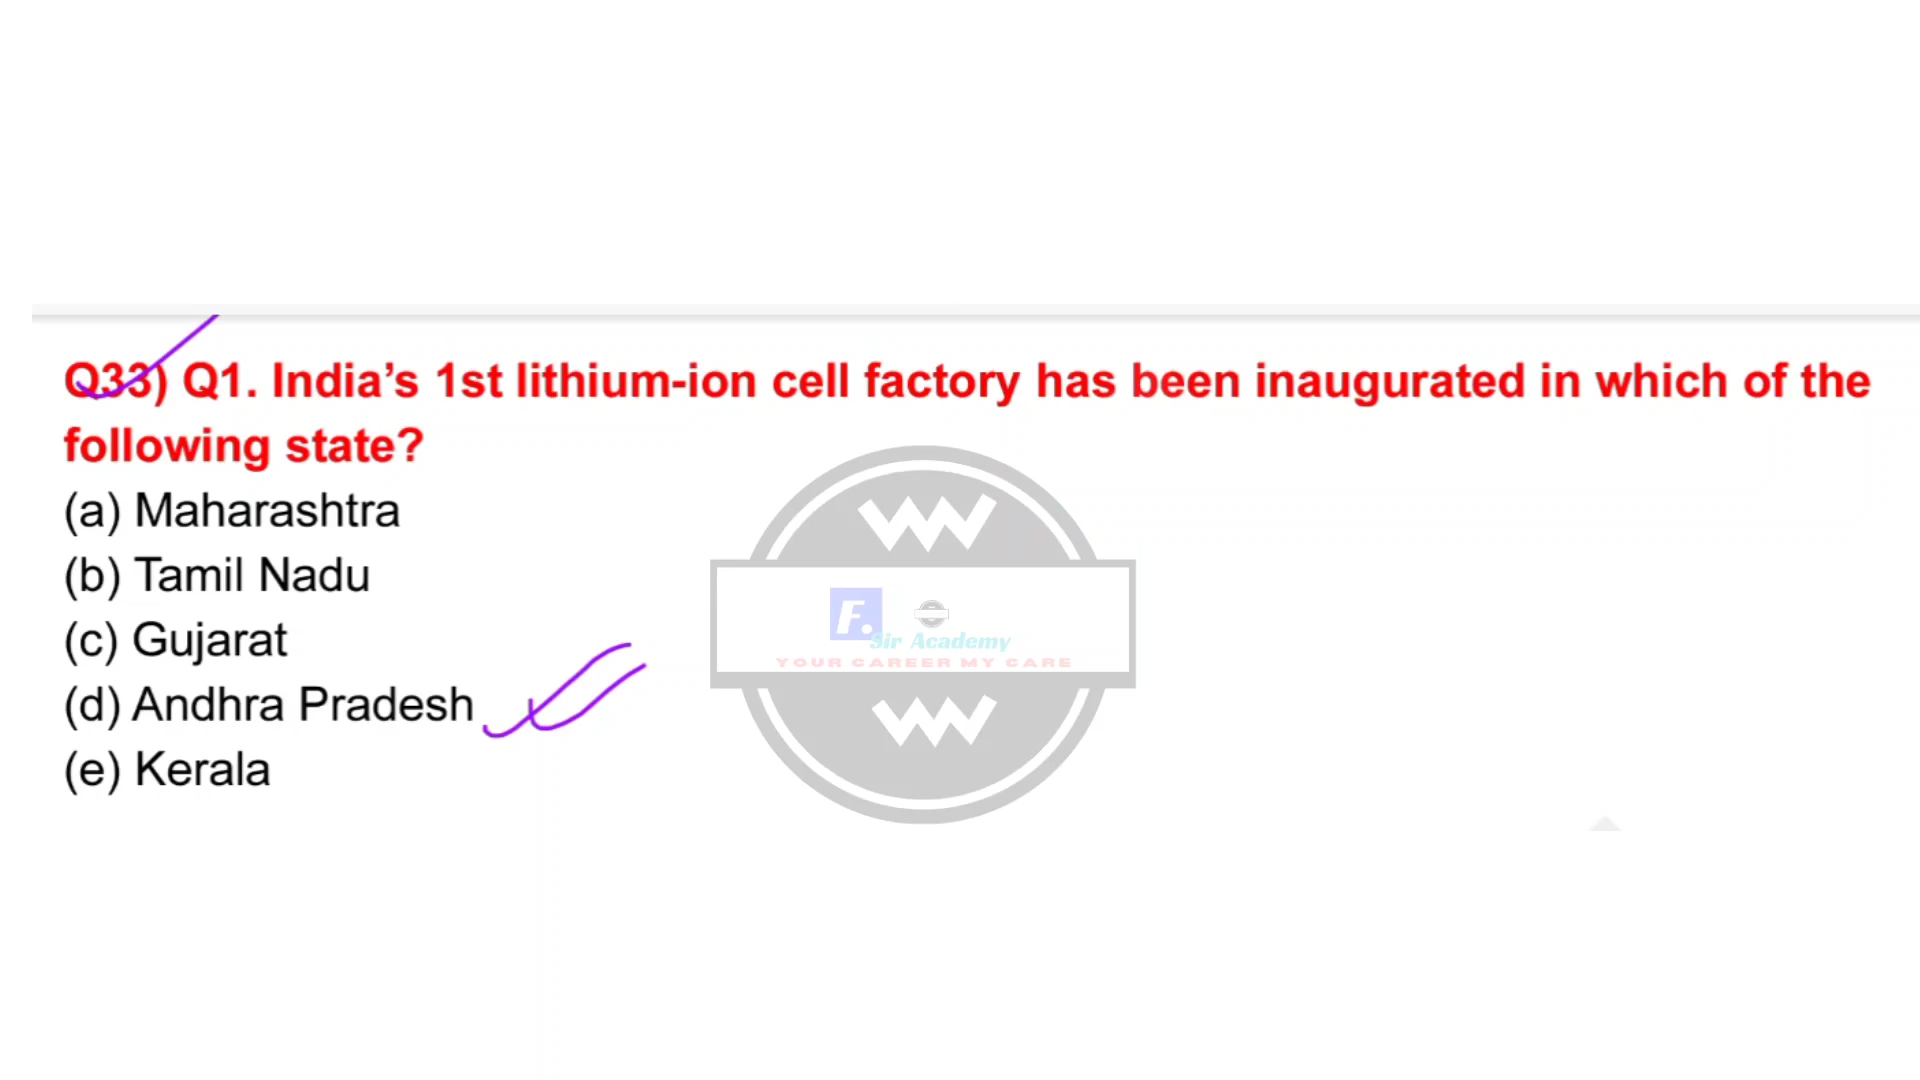 Q33) Q1. India’s 1st lithium-ion cell factory has been inaugurated in which of the
following state?
(a) Maharashtra
(b) Tamil Nadu
(c) Gujarat
(d) Andhra Pradesh
(e) Kerala
F.
Sir Academy
YOUR CAREER MY CARE